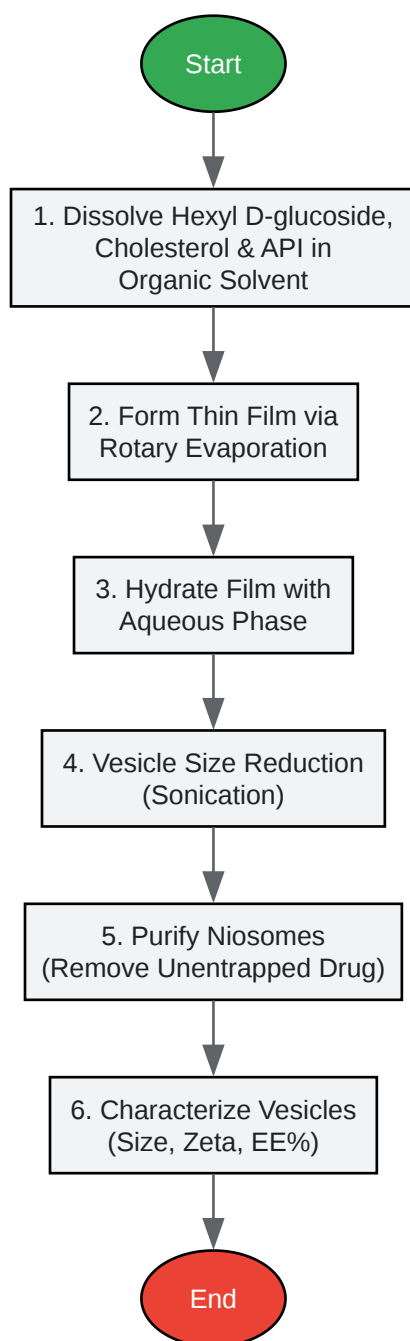 Start
1. Dissolve Hexyl D-glucoside,
Cholesterol & API in
Organic Solvent
2. Form Thin Film via
Rotary Evaporation
3. Hydrate Film with
Aqueous Phase
4. Vesicle Size Reduction
(Sonication)
5. Purify Niosomes
(Remove Unentrapped Drug)
6. Characterize Vesicles
(Size, Zeta, EE%)
End